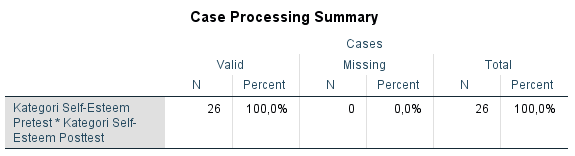 Case Processing Summary
Cases
Valid Missing Total
N Percent N Percent N Percent
Kategori Self-Esteem
Pretest * Kategori Self-
Esteem Posttest 26 100,0% 0 0,0% 26 100,0%